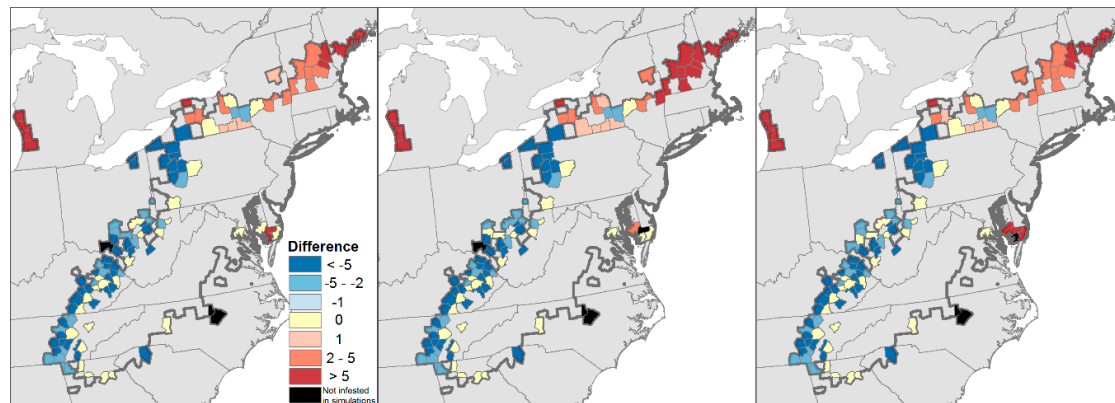 Difference
< -5
-5 - -2
-1
0
1
2 - 5
> 5
Not infested
in simulations